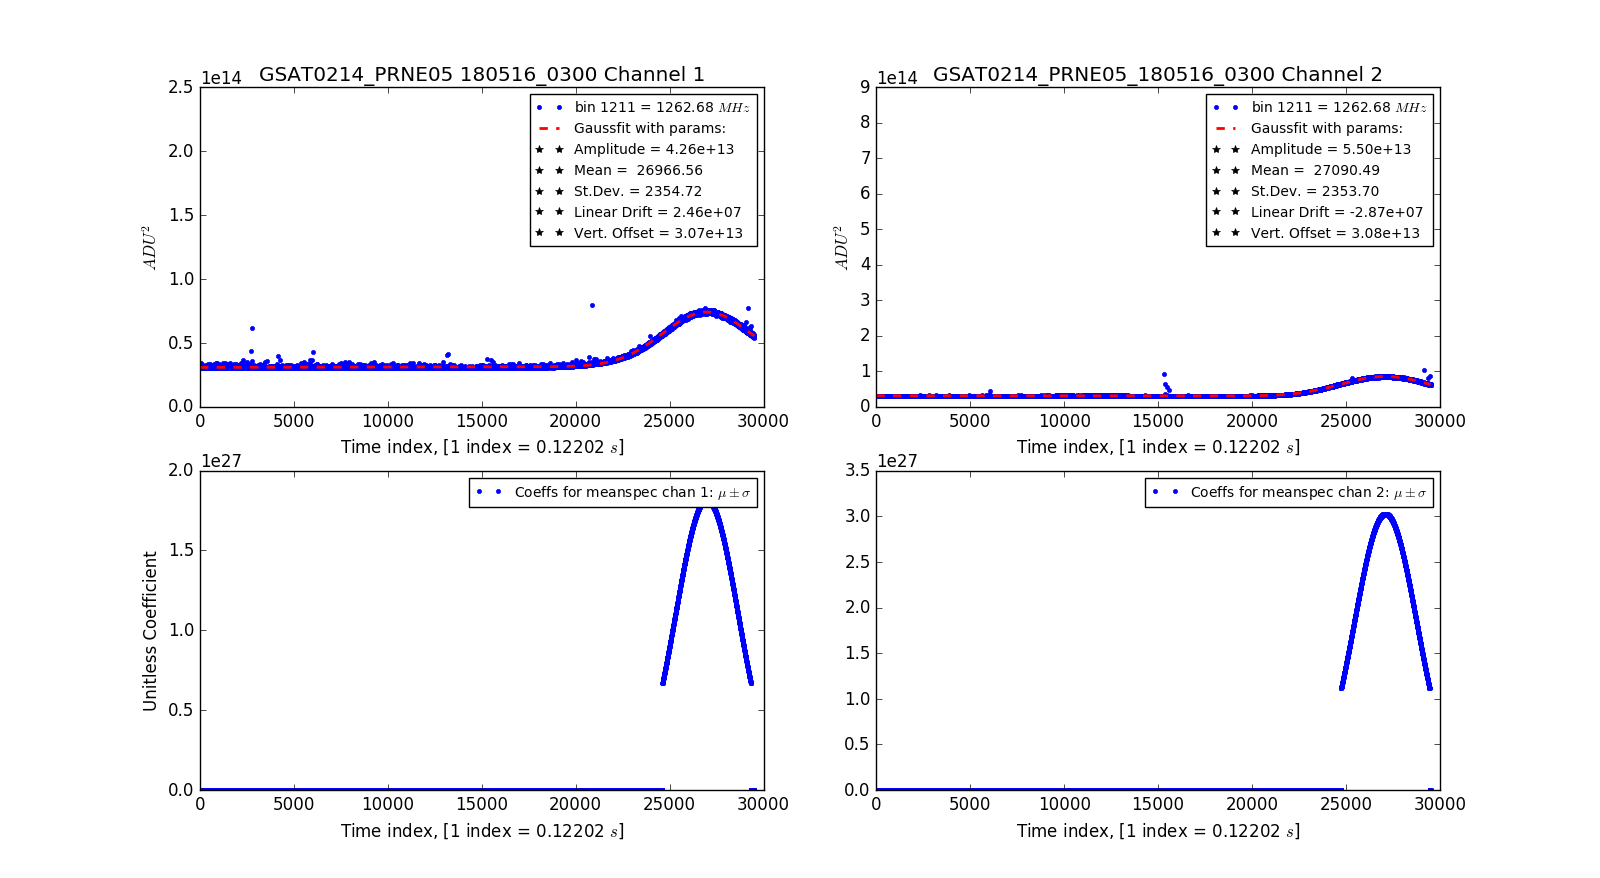 GSAT0214_PRNE05 180516_0300 Channel 1
1e14
2.5
2.0
1.5
1.0
0.5
0.0
ADU²
bin 1211 = 1262.68 MHz
Gaussfit with params:
Amplitude = 4.26e+13
Mean =  26966.56
St.Dev. = 2354.72
Linear Drift = 2.46e+07
Vert. Offset = 3.07e+13
0 5000 10000 15000 20000 25000 30000
Time index, [1 index = 0.12202 s]
GSAT0214_PRNE05_180516_0300 Channel 2
1e14
9
8
7
6
5
4
3
2
1
0
ADU²
bin 1211 = 1262.68 MHz
Gaussfit with params:
Amplitude = 5.50e+13
Mean =  27090.49
St.Dev. = 2353.70
Linear Drift = -2.87e+07
Vert. Offset = 3.08e+13
0 5000 10000 15000 20000 25000 30000
Time index, [1 index = 0.12202 s]
1e27
2.0
1.5
1.0
0.5
0.0
Unitless Coefficient
Coeffs for meanspec chan 1: μ ± σ
0 5000 10000 15000 20000 25000 30000
Time index, [1 index = 0.12202 s]
1e27
3.5
3.0
2.5
2.0
1.5
1.0
0.5
0.0
Coeffs for meanspec chan 2: μ ± σ
0 5000 10000 15000 20000 25000 30000
Time index, [1 index = 0.12202 s]